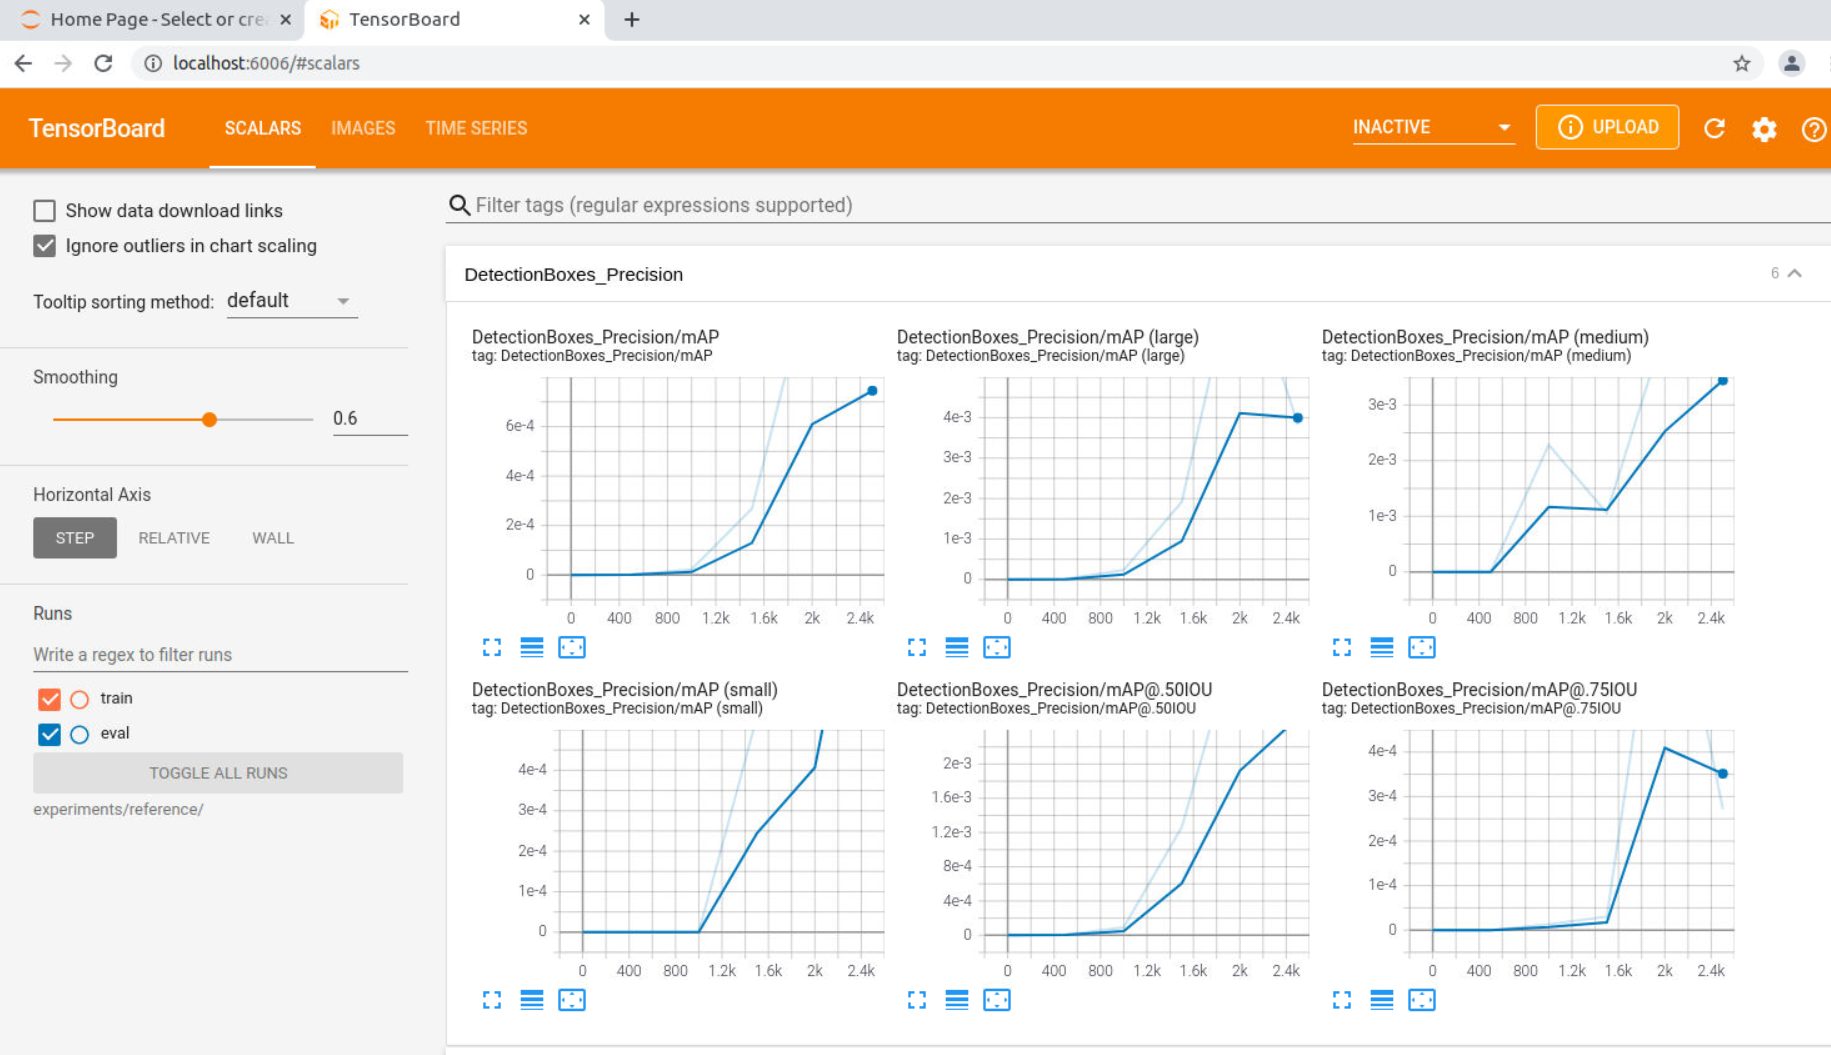 Home Page - Select or cre
TensorBoard
localhost:6006/#scalars
TensorBoard
SCALARS
IMAGES
TIME SERIES
INACTIVE
UPLOAD
Show data download links
Ignore outliers in chart scaling
Tooltip sorting method: default
Smoothing
0.6
Horizontal Axis
STEP
RELATIVE
WALL
Runs
Write a regex to filter runs
train
eval
TOGGLE ALL RUNS
experiments/reference/
Filter tags (regular expressions supported)
DetectionBoxes_Precision
6
DetectionBoxes_Precision/mAP
tag: DetectionBoxes_Precision/mAP
6e-4
4e-4
2e-4
0
0 400 800 1.2k 1.6k 2k 2.4k
DetectionBoxes_Precision/mAP (large)
tag: DetectionBoxes_Precision/mAP (large)
4e-3
3e-3
2e-3
1e-3
0
0 400 800 1.2k 1.6k 2k 2.4k
DetectionBoxes_Precision/mAP (medium)
tag: DetectionBoxes_Precision/mAP (medium)
3e-3
2e-3
1e-3
0
0 400 800 1.2k 1.6k 2k 2.4k
DetectionBoxes_Precision/mAP (small)
tag: DetectionBoxes_Precision/mAP (small)
4e-4
3e-4
2e-4
1e-4
0
0 400 800 1.2k 1.6k 2k 2.4k
DetectionBoxes_Precision/mAP@.50IOU
tag: DetectionBoxes_Precision/mAP@.50IOU
2e-3
1.6e-3
1.2e-3
8e-4
4e-4
0
0 400 800 1.2k 1.6k 2k 2.4k
DetectionBoxes_Precision/mAP@.75IOU
tag: DetectionBoxes_Precision/mAP@.75IOU
4e-4
3e-4
2e-4
1e-4
0
0 400 800 1.2k 1.6k 2k 2.4k